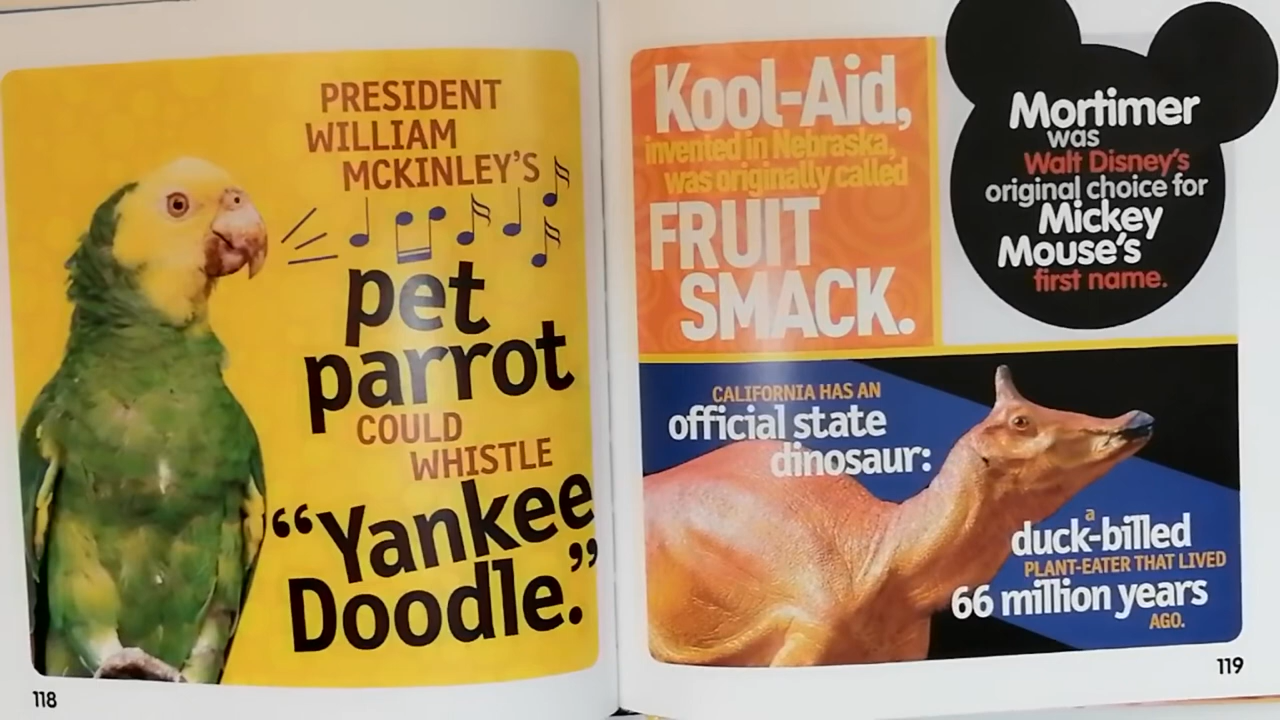 PRESIDENT
WILLIAM
MCKINLEY'S
pet
parrot
COULD
WHISTLE
“Yankee
Doodle.”
118
Kool-Aid,
invented in Nebraska,
was originally called
FRUIT
SMACK.
Mortimer
was
Walt Disney's
original choice for
Mickey
Mouse's
first name.
CALIFORNIA HAS AN
official state
dinosaur:
a
duck-billed
PLANT-EATER THAT LIVED
66 million years
AGO.
119